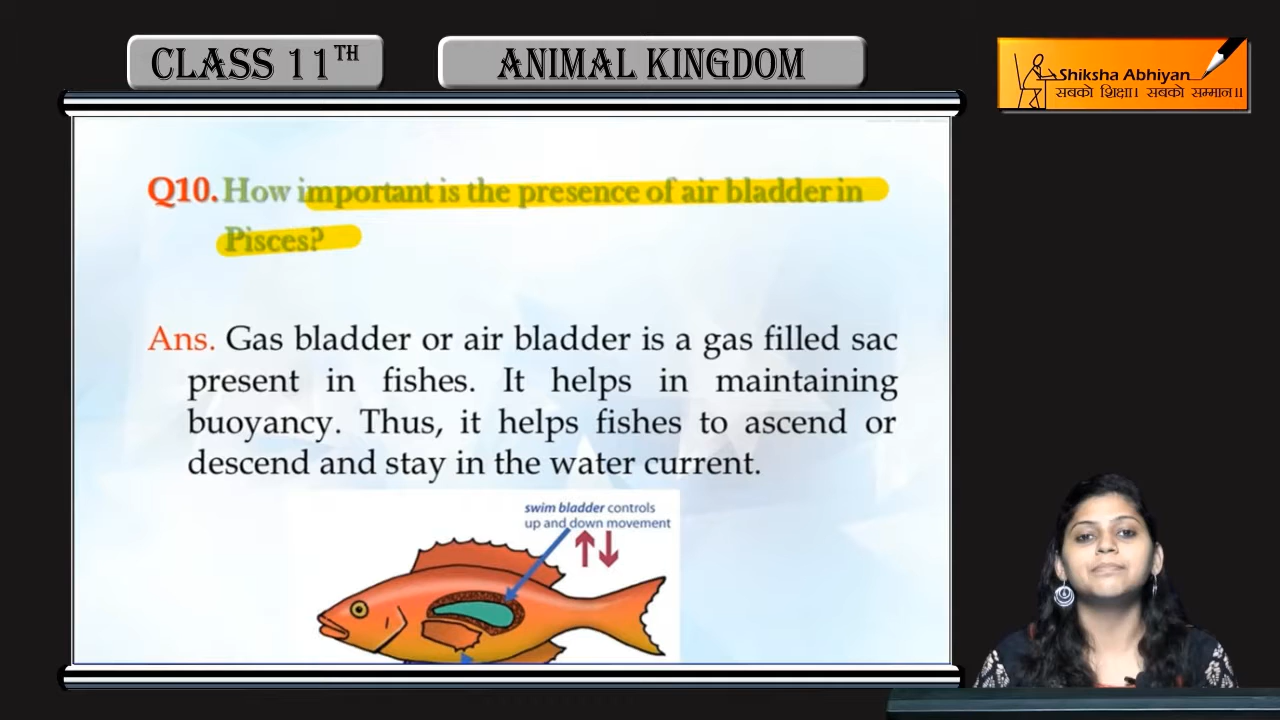 CLASS 11TH
ANIMAL KINGDOM
Shiksha Abhiyan
सबको शिक्षा। सबको सम्मान।।
Q10. How important is the presence of air bladder in
Pisces?
Ans. Gas bladder or air bladder is a gas filled sac
present in fishes. It helps in maintaining
buoyancy. Thus, it helps fishes to ascend or
descend and stay in the water current.
swim bladder controls
up and down movement